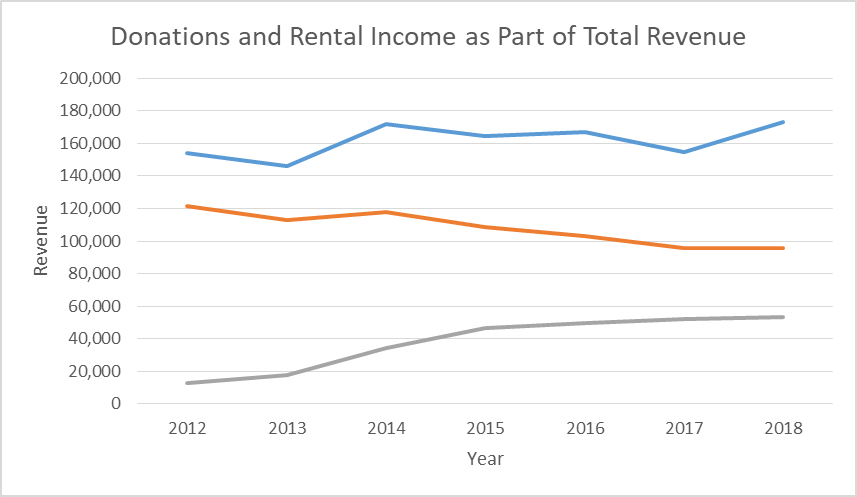 Donations and Rental Income as Part of Total Revenue
200,000
180,000
160,000
140,000
120,000
100,000
80,000
60,000
40,000
20,000
0
Revenue
2012 2013 2014 2015 2016 2017 2018
Year